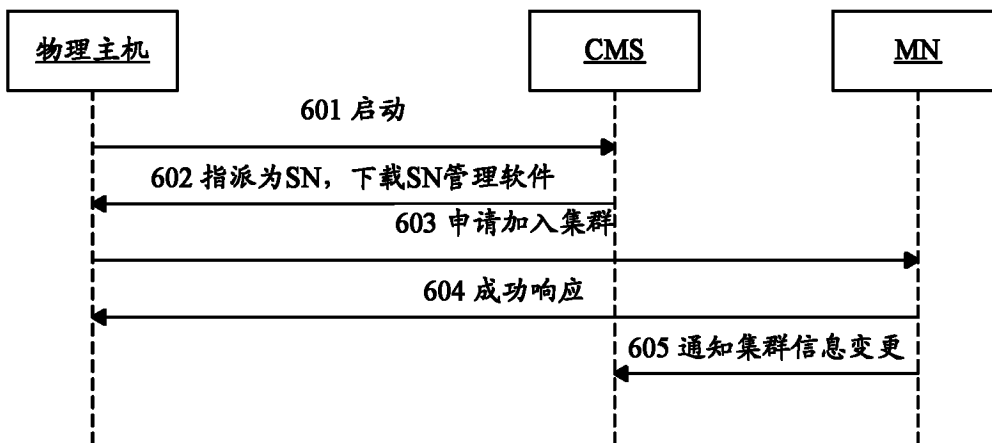 物理主机
CMS
MN
601 启动
602 指派为SN，下载SN管理软件
603 申请加入集群
604 成功响应
605 通知集群信息变更